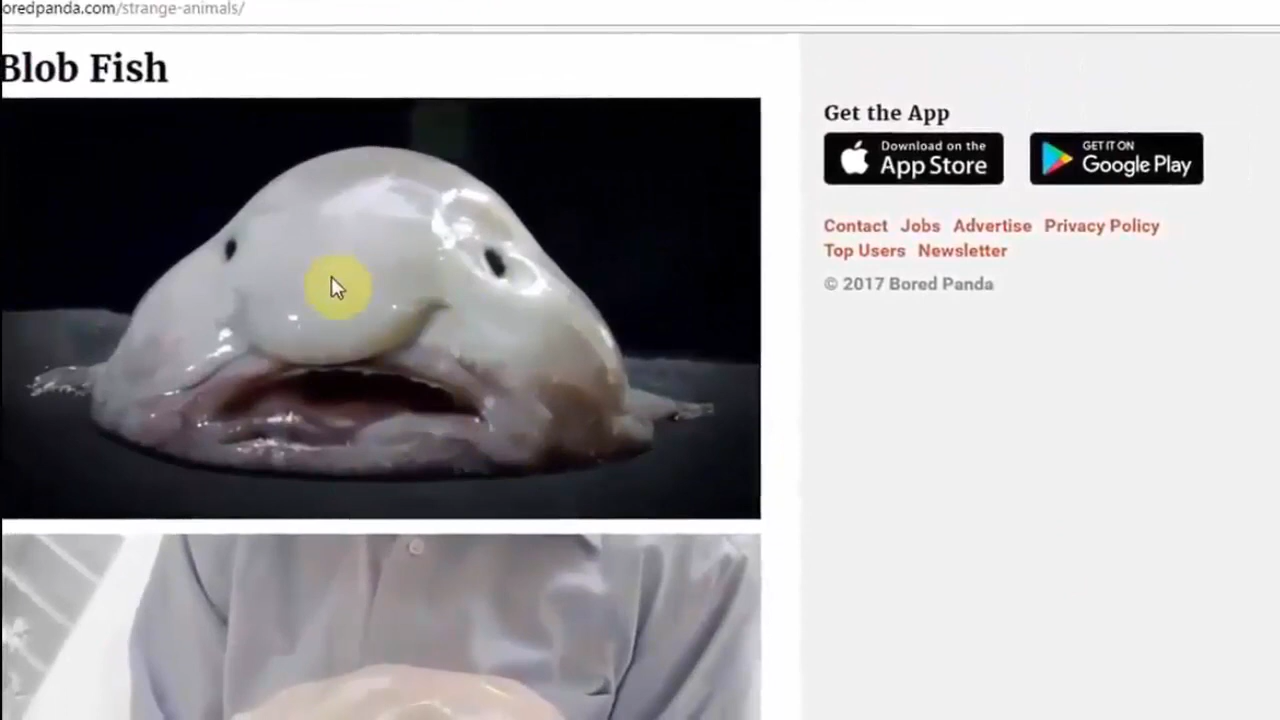 oredpanda.com/strange-animals/
Blob Fish
Get the App
Download on the
App Store
GET IT ON
Google Play
Contact Jobs Advertise Privacy Policy
Top Users Newsletter
© 2017 Bored Panda